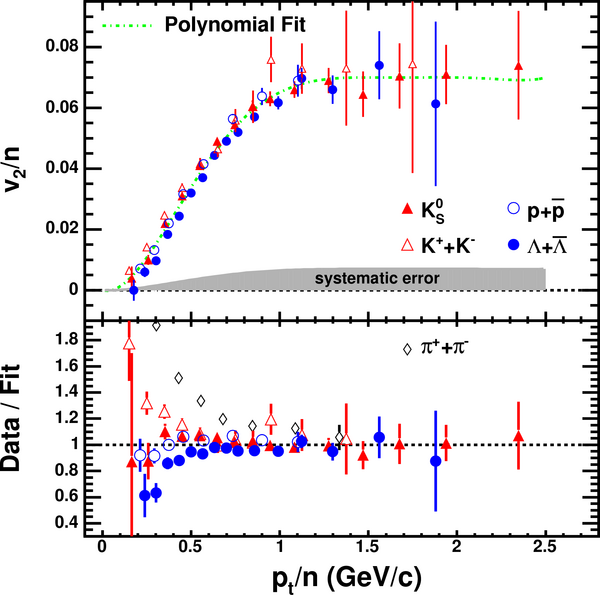 Polynomial Fit
0.08
0.06
0.04
0.02
0
v₂/n
K⁰S
p+p̅
K⁺+K⁻
Λ+Λ̅
systematic error
1.8
1.6
1.4
1.2
1
0.8
0.6
0.4
Data / Fit
π⁺+π⁻
0 0.5 1 1.5 2 2.5
pₜ/n (GeV/c)